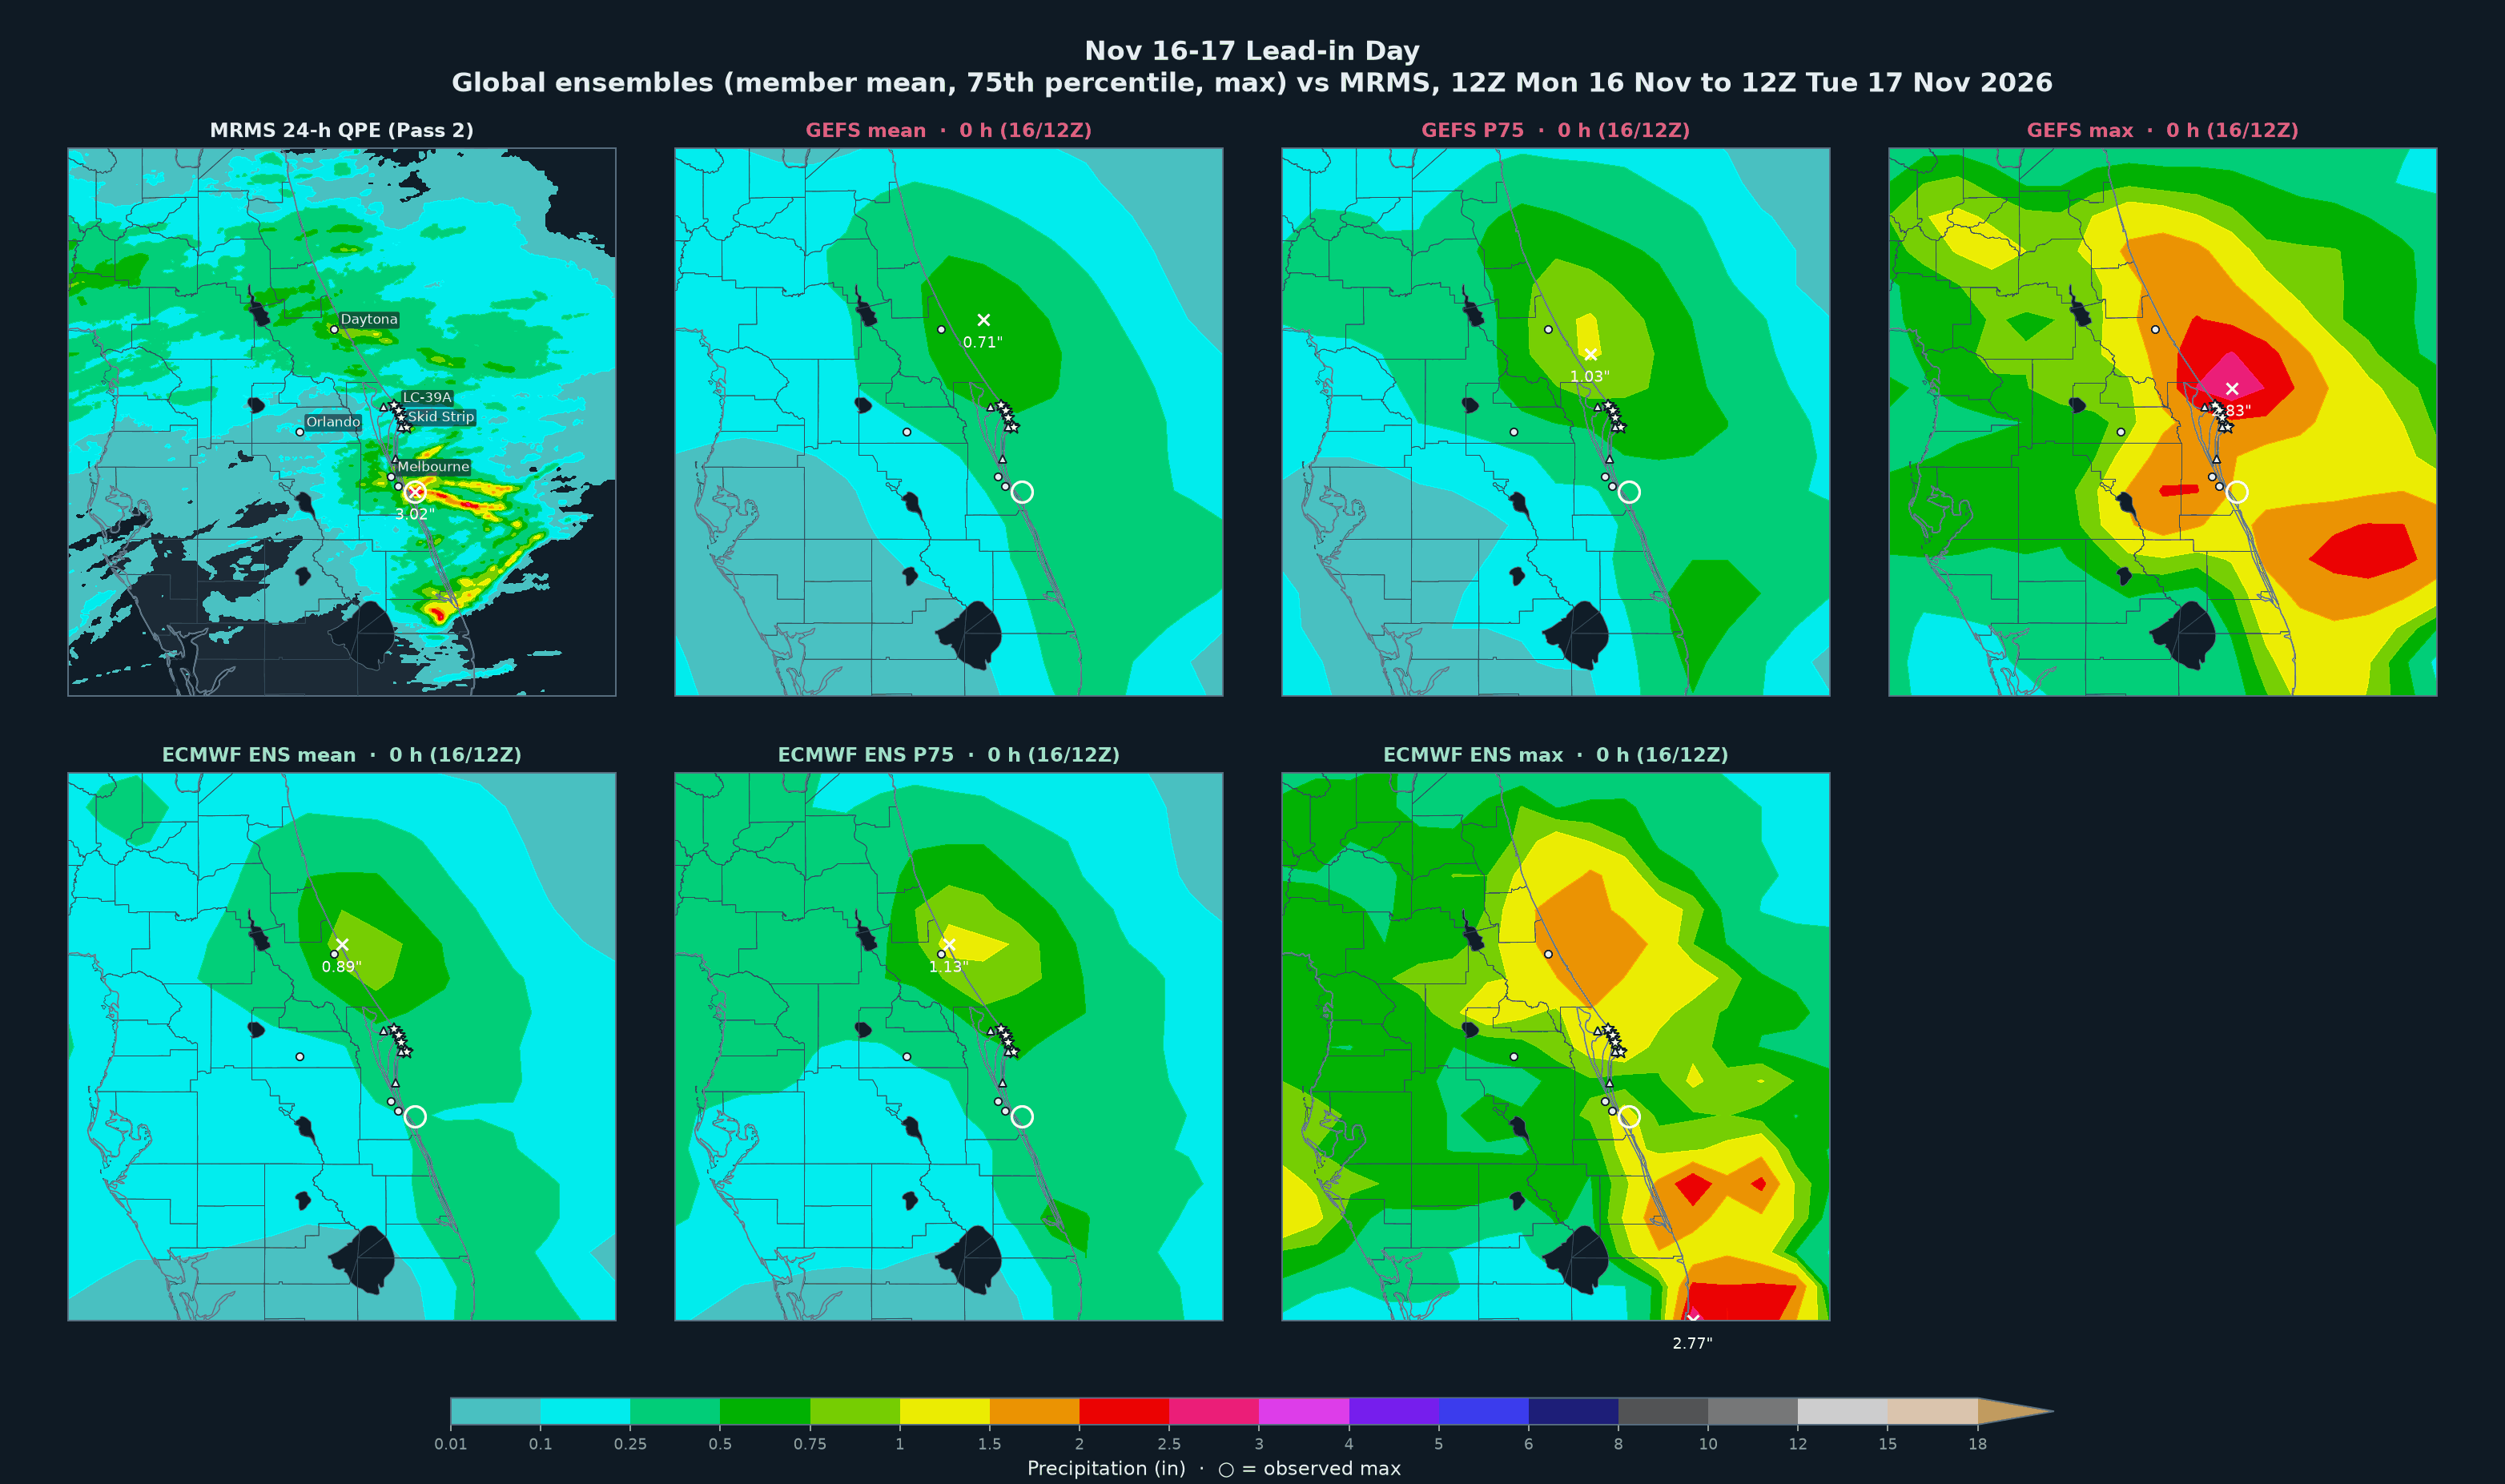 Nov 16-17 Lead-in Day
Global ensembles (member mean, 75th percentile, max) vs MRMS, 12Z Mon 16 Nov to 12Z Tue 17 Nov 2026
MRMS 24-h QPE (Pass 2)
Daytona
LC-39A
Skid Strip
Orlando
Melbourne
3.02"
GEFS mean · 0 h (16/12Z)
0.71"
GEFS P75 · 0 h (16/12Z)
1.03"
GEFS max · 0 h (16/12Z)
.83"
ECMWF ENS mean · 0 h (16/12Z)
0.89"
ECMWF ENS P75 · 0 h (16/12Z)
1.13"
ECMWF ENS max · 0 h (16/12Z)
2.77"
0.01 0.1 0.25 0.5 0.75 1 1.5 2 2.5 3 4 5 6 8 10 12 15 18
Precipitation (in) · ○ = observed max